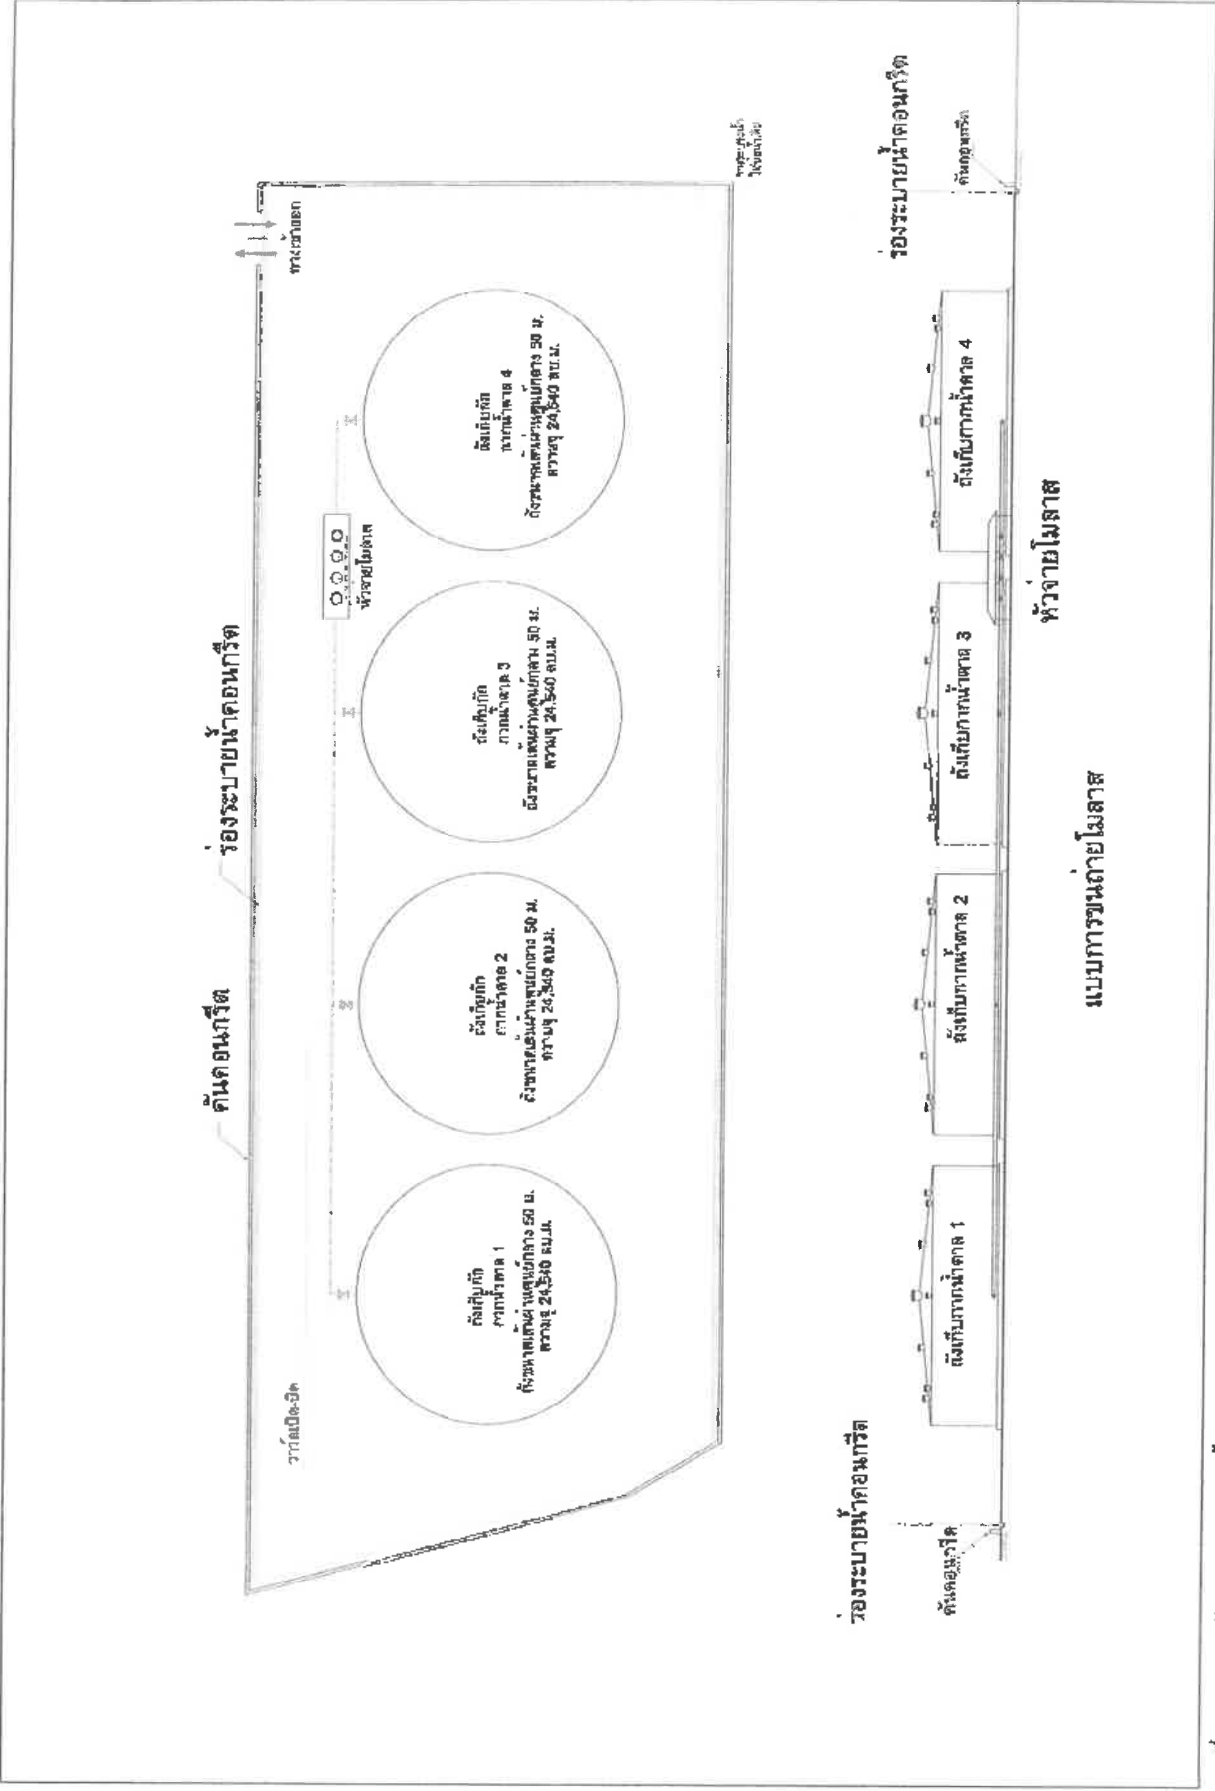 คันคอนกรีต
ร่องระบายน้ำคอนกรีต
ทางเข้าออก
วาล์วเปิด-ปิด
หัวจ่ายโมลาส
ถังเก็บกัก
กากน้ำตาล 1
ถังขนาดเส้นผ่านศูนย์กลาง 50 ม.
ความจุ 24,540 ลบ.ม.
ถังเก็บกัก
กากน้ำตาล 2
ถังขนาดเส้นผ่านศูนย์กลาง 50 ม.
ความจุ 24,540 ลบ.ม.
ถังเก็บกัก
กากน้ำตาล 3
ถังขนาดเส้นผ่านศูนย์กลาง 50 ม.
ความจุ 24,540 ลบ.ม.
ถังเก็บกัก
กากน้ำตาล 4
ถังขนาดเส้นผ่านศูนย์กลาง 50 ม.
ความจุ 24,540 ลบ.ม.
ร่องระบายน้ำคอนกรีต
คันคอนกรีต
ถังเก็บกากน้ำตาล 1
ถังเก็บกากน้ำตาล 2
ถังเก็บกากน้ำตาล 3
ถังเก็บกากน้ำตาล 4
ร่องระบายน้ำคอนกรีต
คันคอนกรีต
หัวจ่ายโมลาส
แบบการขนถ่ายโมลาส